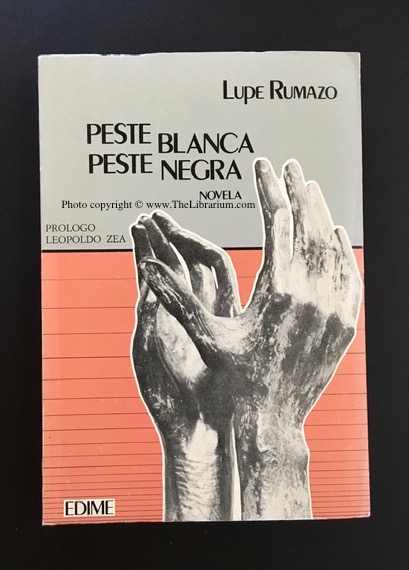 Lupe Rumazo
PESTE BLANCA
PESTE NEGRA
NOVELA
Photo copyright © www.TheLibrarium.com
PROLOGO
LEOPOLDO ZEA
EDIME